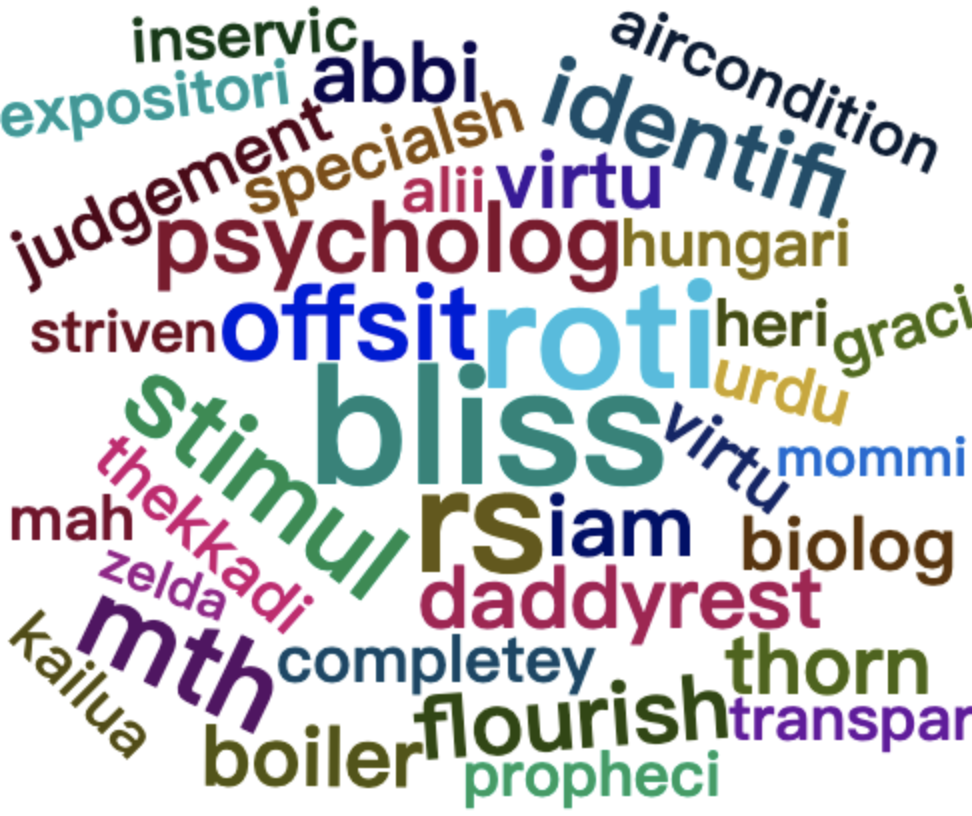 inservic
aircondition
expositori
abbi
identifi
judgement
specialsh
alii
virtu
psycholog
hungari
striven
offsit
roti
heri
graci
urdu
stimul
bliss
virtu
mommi
thekkadi
mah
rs
iam
biolog
zelda
daddyrest
mth
kailua
completey
thorn
flourish
transpar
boiler
propheci